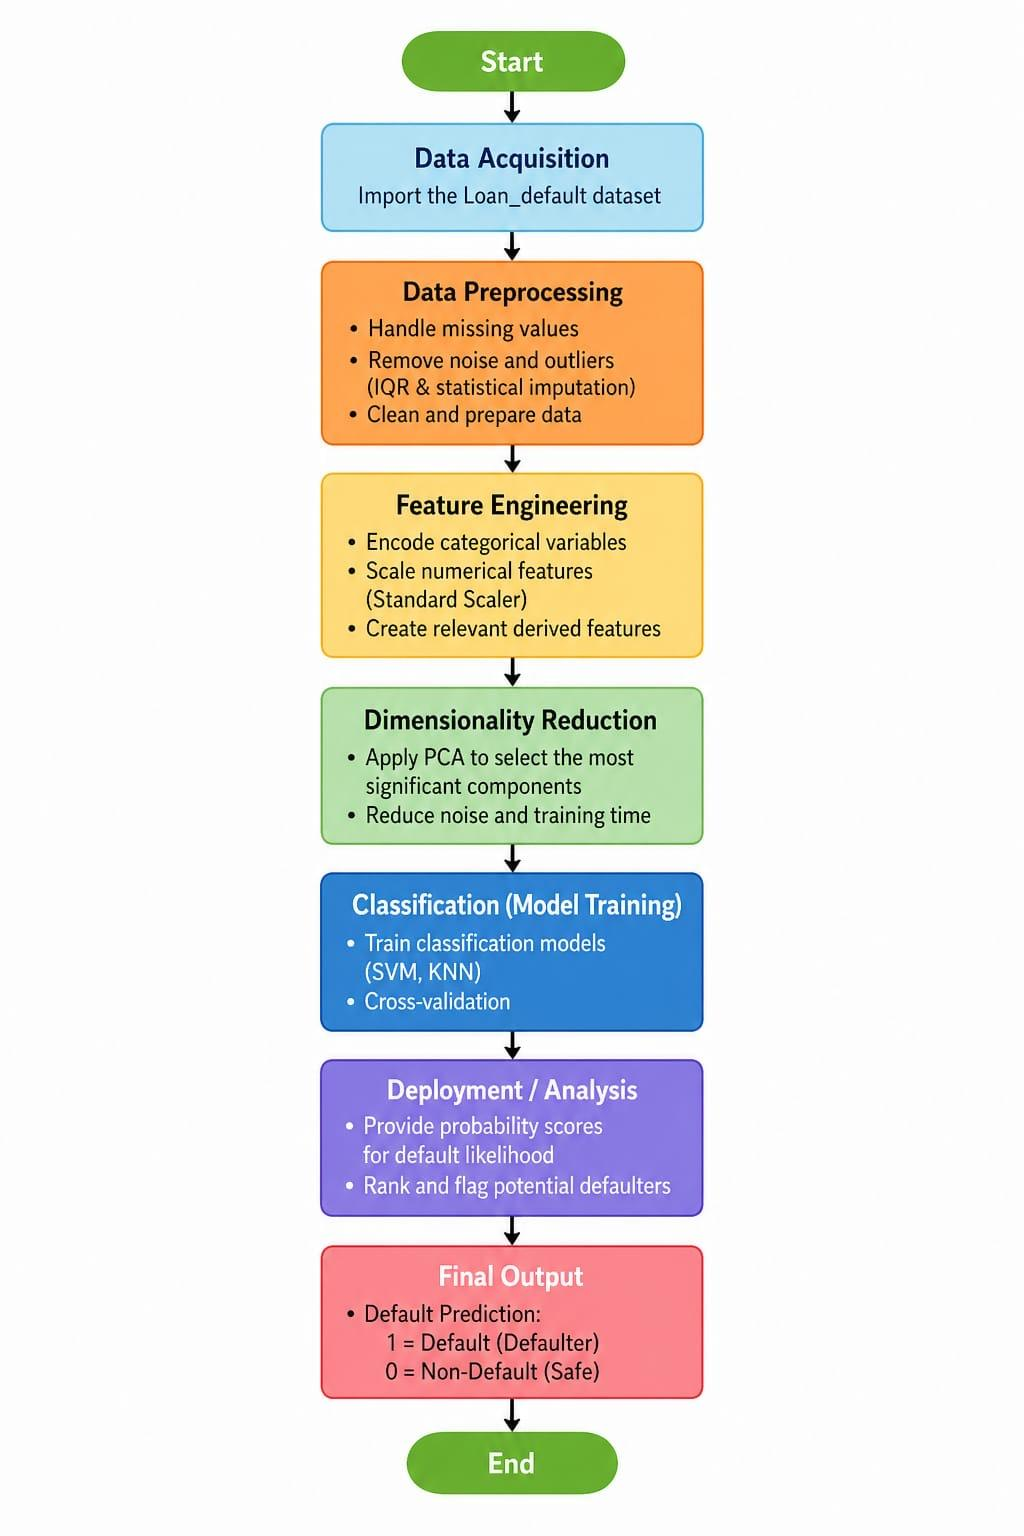 Start
Data Acquisition
Import the Loan_default dataset
Data Preprocessing
• Handle missing values
• Remove noise and outliers
(IQR & statistical imputation)
• Clean and prepare data
Feature Engineering
• Encode categorical variables
• Scale numerical features
(Standard Scaler)
• Create relevant derived features
Dimensionality Reduction
• Apply PCA to select the most
significant components
• Reduce noise and training time
Classification (Model Training)
• Train classification models
(SVM, KNN)
• Cross-validation
Deployment / Analysis
• Provide probability scores
for default likelihood
• Rank and flag potential defaulters
Final Output
• Default Prediction:
1 = Default (Defaulter)
0 = Non-Default (Safe)
End